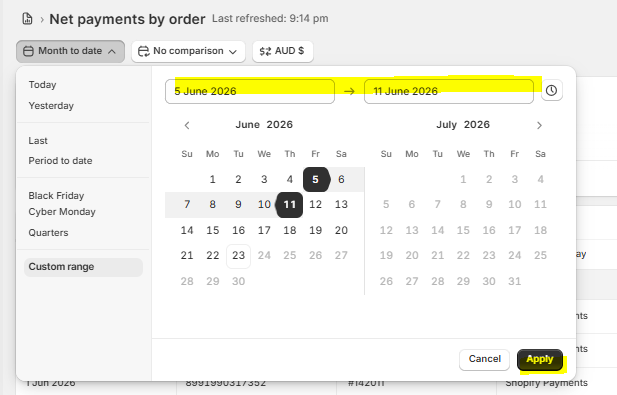 Net payments by order Last refreshed: 9:14 pm
Month to date No comparison AUD $
Today
Yesterday
Last
Period to date
Black Friday
Cyber Monday
Quarters
Custom range
5 June 2026 → 11 June 2026
June 2026
Su Mo Tu We Th Fr Sa
1 2 3 4 5 6
7 8 9 10 11 12 13
14 15 16 17 18 19 20
21 22 23 24 25 26 27
28 29 30
July 2026
Su Mo Tu We Th Fr Sa
1 2 3 4
5 6 7 8 9 10 11
12 13 14 15 16 17 18
19 20 21 22 23 24 25
26 27 28 29 30 31
Cancel Apply
ay
nts
nts
1 Jun 2026 8991990317352 #142011 Shopify Payments